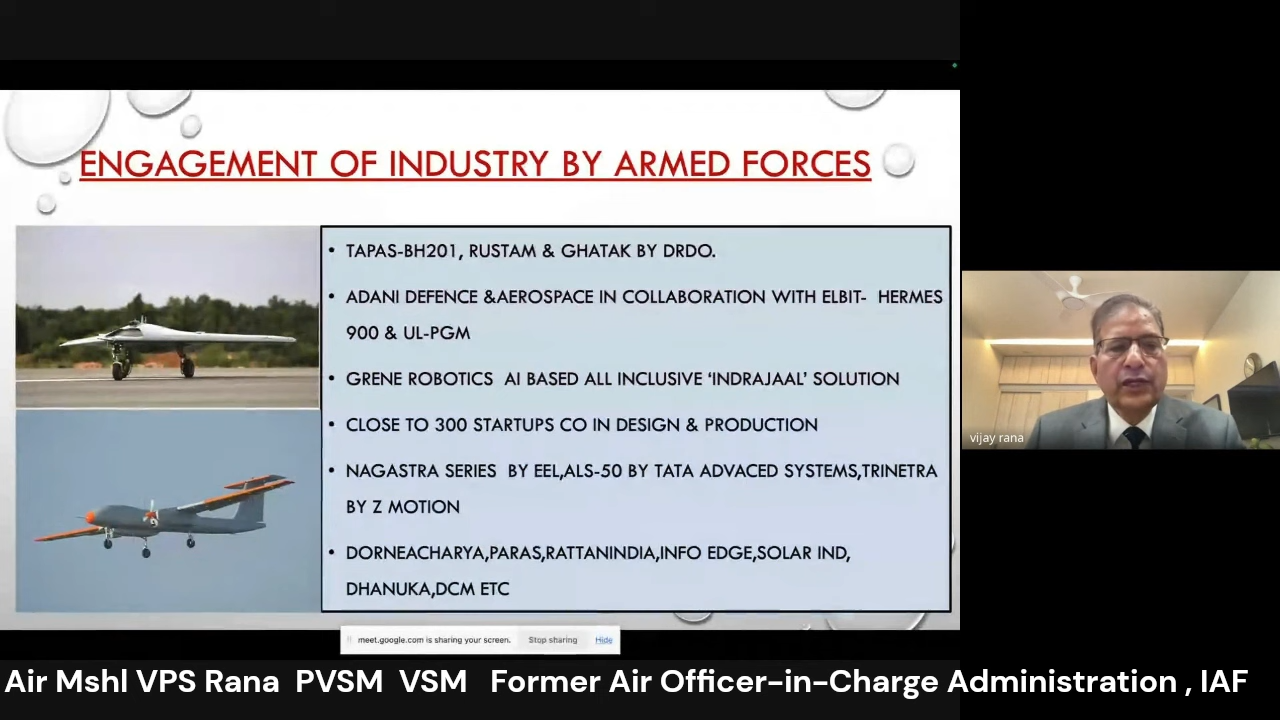 ENGAGEMENT OF INDUSTRY BY ARMED FORCES
• TAPAS-BH201, RUSTAM & GHATAK BY DRDO.
• ADANI DEFENCE &AEROSPACE IN COLLABORATION WITH ELBIT- HERMES
900 & UL-PGM
• GRENE ROBOTICS AI BASED ALL INCLUSIVE ‘INDRAJAAL’ SOLUTION
• CLOSE TO 300 STARTUPS CO IN DESIGN & PRODUCTION
• NAGASTRA SERIES BY EEL,ALS-50 BY TATA ADVACED SYSTEMS,TRINETRA
BY Z MOTION
• DORNEACHARYA,PARAS,RATTANINDIA,INFO EDGE,SOLAR IND,
DHANUKA,DCM ETC
vijay rana
meet.google.com is sharing your screen. Stop sharing Hide
Air Mshl VPS Rana PVSM VSM Former Air Officer-in-Charge Administration , IAF